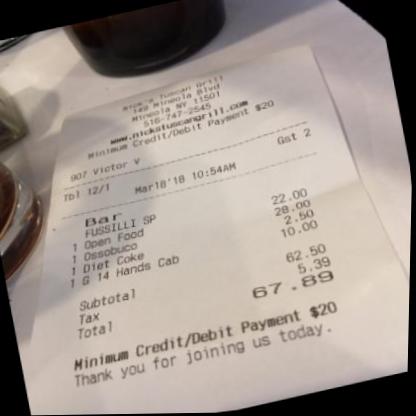 Nick's Tuscan Grill
149 Mineola Blvd
Mineola NY 11501
516-747-2545
www.nickstuscangrill.com
Minimum Credit/Debit Payment $20
907 Victor V
Tbl 12/1 Gst 2
Mar18'18 10:54AM
Bar
FUSSILLI SP 22.00
1 Open Food 28.00
1 Ossobuco 2.50
1 Diet Coke 10.00
1 G 14 Hands Cab
Subtotal 62.50
Tax 5.39
Total 67.89
Minimum Credit/Debit Payment $20
Thank you for joining us today.